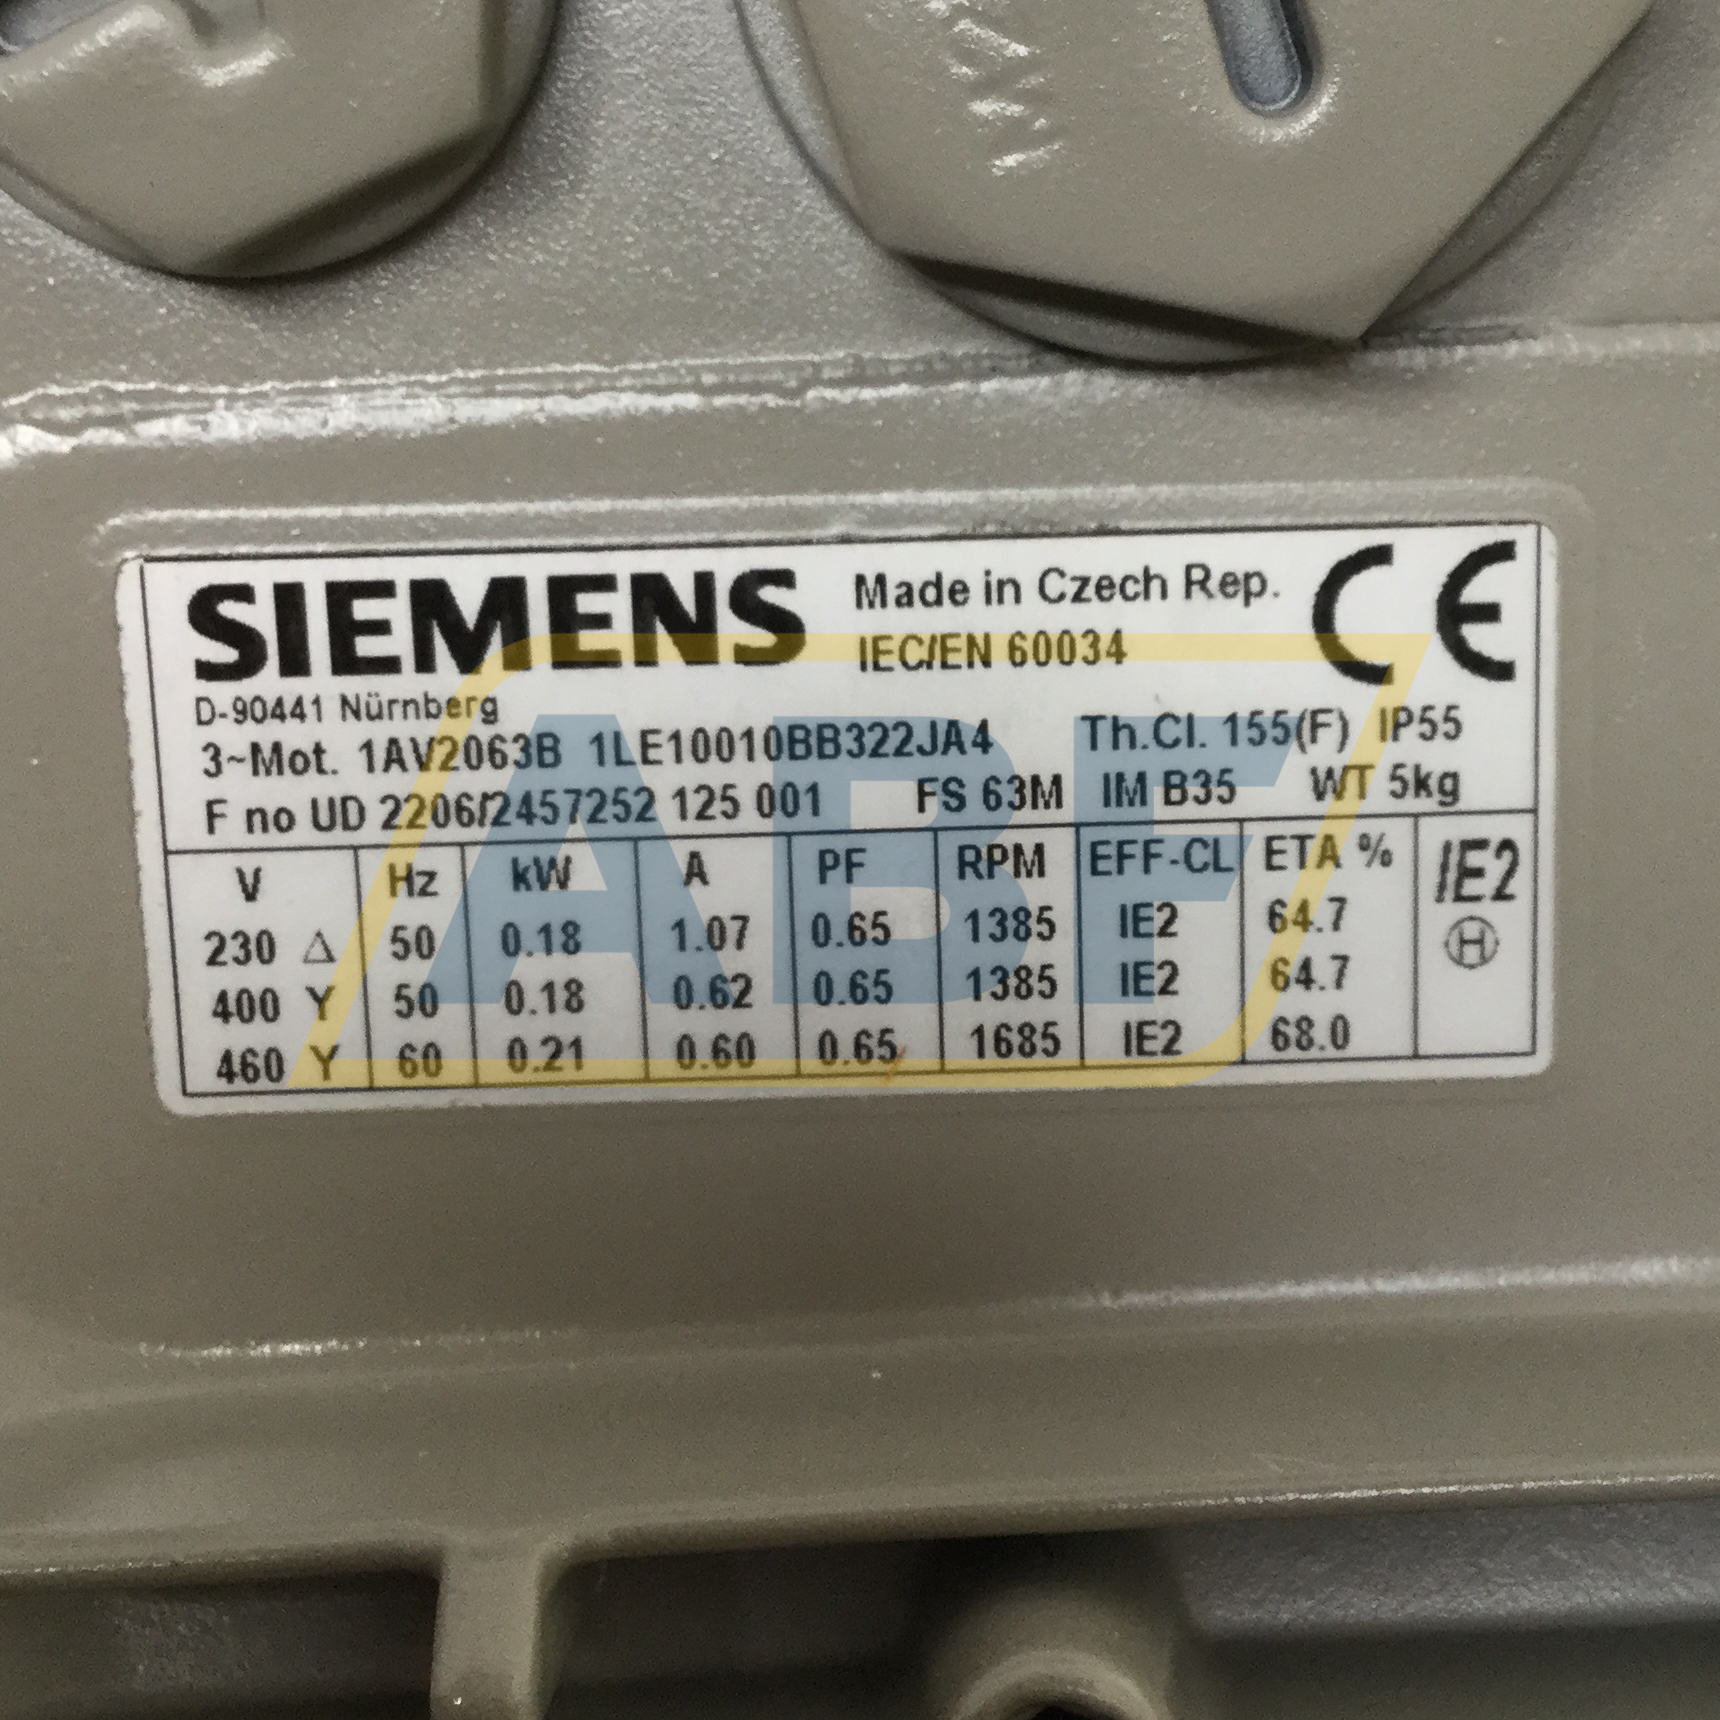 SIEMENS Made in Czech Rep. CE
IEC/EN 60034
D-90441 Nürnberg
3~Mot. 1AV2063B 1LE10010BB322JA4 Th.Cl. 155(F) IP55
F no UD 2206/2457252 125 001 FS 63M IM B35 WT 5kg
V Hz kW A PF RPM EFF-CL ETA % IE2
230 Δ 50 0.18 1.07 0.65 1385 IE2 64.7 H
400 Y 50 0.18 0.62 0.65 1385 IE2 64.7
460 Y 60 0.21 0.60 0.65 1685 IE2 68.0
ABF